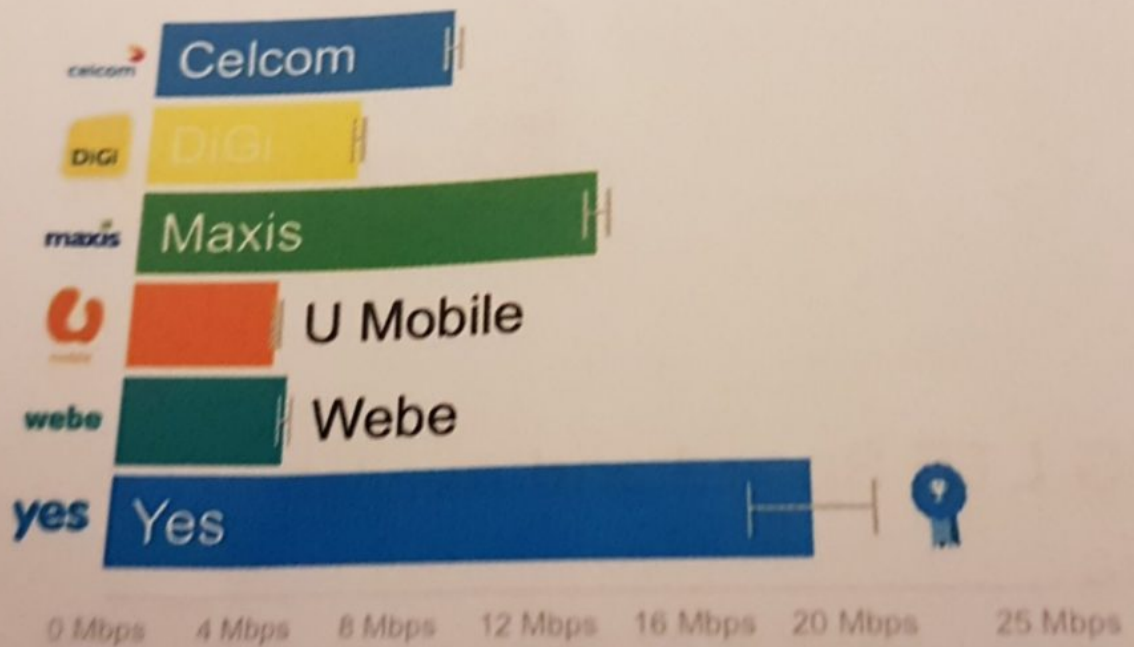 celcom Celcom
DiGi DiGi
maxis Maxis
U Mobile
webe Webe
yes Yes
0 Mbps 4 Mbps 8 Mbps 12 Mbps 16 Mbps 20 Mbps 25 Mbps